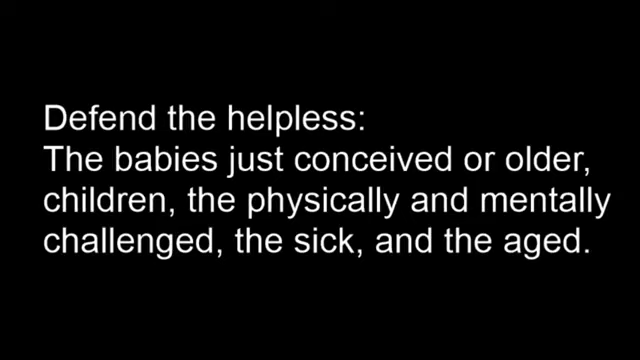 Defend the helpless:
The babies just conceived or older,
children, the physically and mentally
challenged, the sick, and the aged.